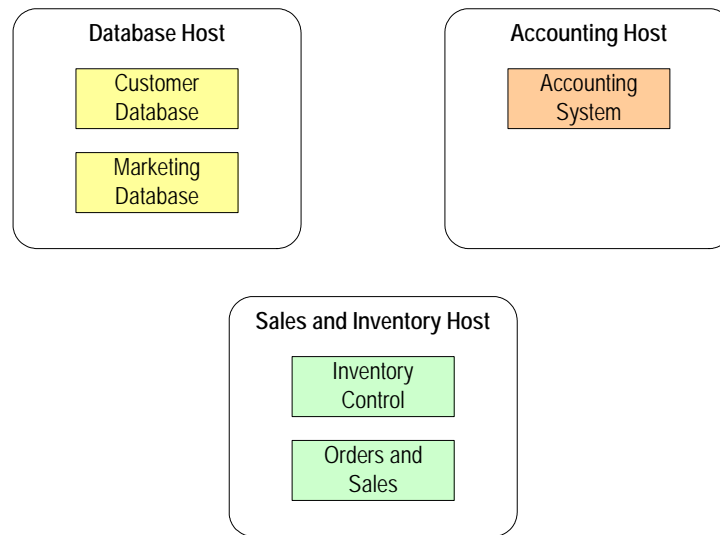 Database Host
Customer
Database
Marketing
Database
Accounting Host
Accounting
System
Sales and Inventory Host
Inventory
Control
Orders and
Sales